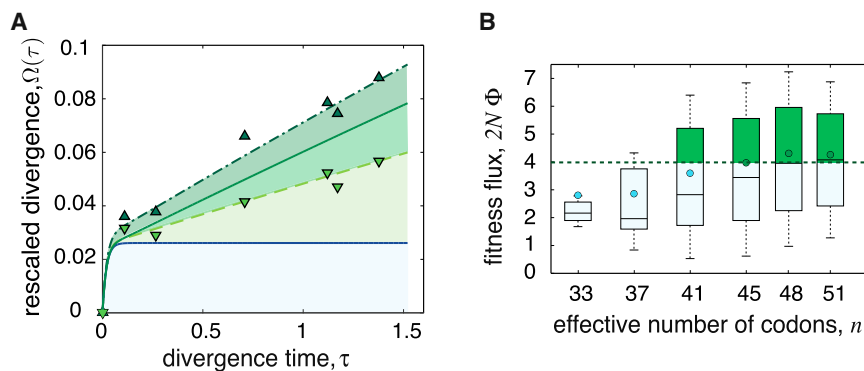 A
rescaled divergence, Ω(τ)
0.1
0.08
0.06
0.04
0.02
0
0 0.5 1 1.5
divergence time, τ
B
fitness flux, 2N Φ
7
6
5
4
3
2
1
0
33 37 41 45 48 51
effective number of codons, n